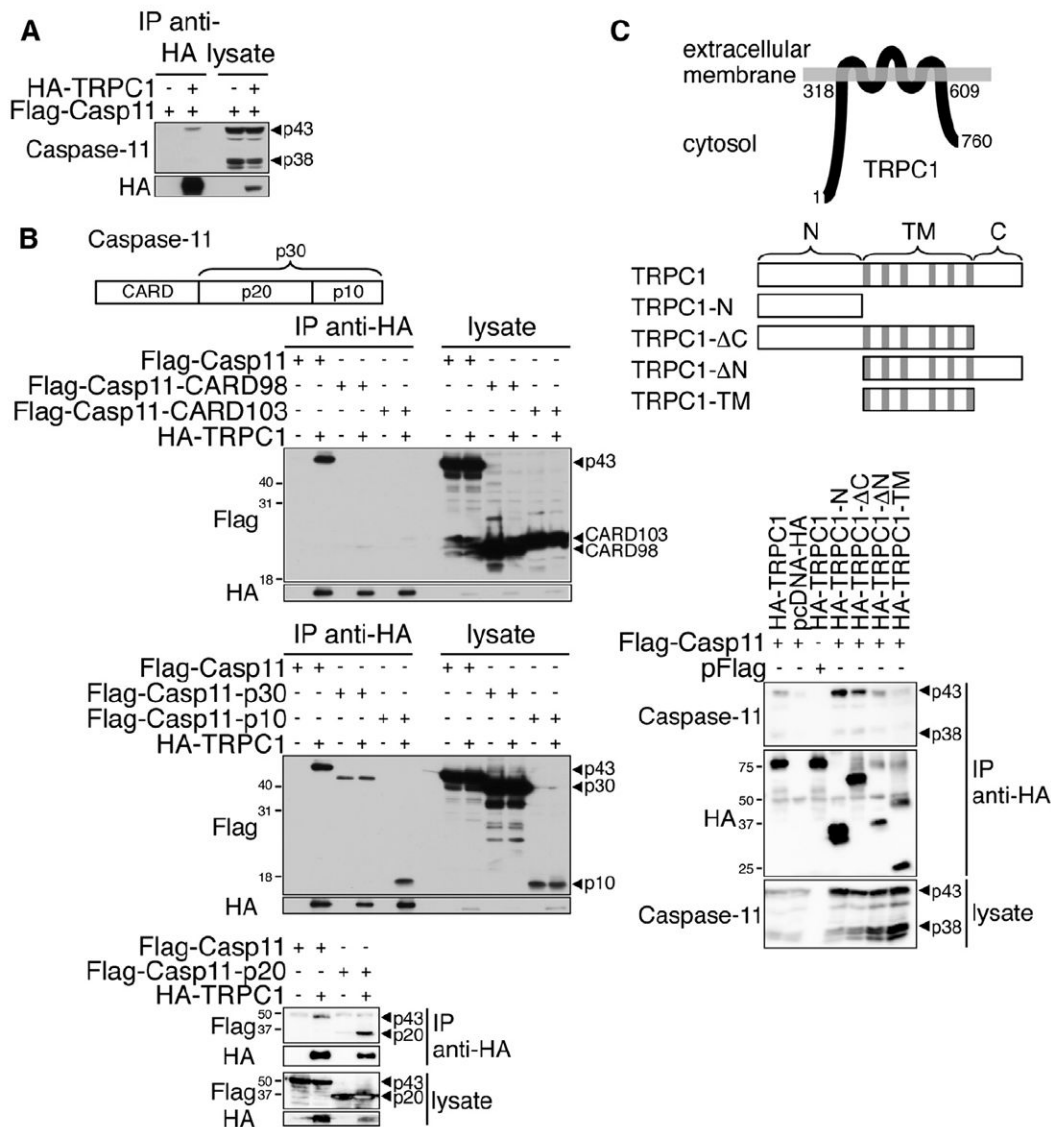 A
IP anti-
HA lysate
HA-TRPC1 - + - +
Flag-Casp11 + + + +
Caspase-11
p43
p38
HA
B
Caspase-11
p30
CARD p20 p10
IP anti-HA lysate
Flag-Casp11 + + - - - - + + - - - -
Flag-Casp11-CARD98 - - + + - - - - + + - -
Flag-Casp11-CARD103 - - - - + + - - - - + +
HA-TRPC1 - + - + - + - + - + - +
Flag
40
31
18
p43
CARD103
CARD98
HA
IP anti-HA lysate
Flag-Casp11 + + - - - - + + - - - -
Flag-Casp11-p30 - - + + - - - - + + - -
Flag-Casp11-p10 - - - - + + - - - - + +
HA-TRPC1 - + - + - + - + - + - +
Flag
40
31
18
p43
p30
p10
HA
Flag-Casp11 + + - -
Flag-Casp11-p20 - - + +
HA-TRPC1 - + - +
Flag
50
37
p43
p20
HA
IP
anti-HA
Flag
50
37
p43
p20
HA
lysate
C
extracellular
membrane
318
609
cytosol
760
TRPC1
1
N TM C
TRPC1
TRPC1-N
TRPC1-ΔC
TRPC1-ΔN
TRPC1-TM
HA-TRPC1
pcDNA-HA
HA-TRPC1
HA-TRPC1-N
HA-TRPC1-ΔC
HA-TRPC1-ΔN
HA-TRPC1-TM
Flag-Casp11 + + - + + + +
pFlag - - + - - - -
Caspase-11
p43
p38
HA
75
50
37
25
IP
anti-HA
Caspase-11
p43
p38
lysate